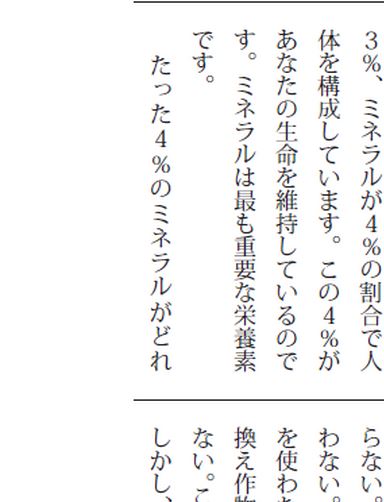 ３％、ミネラルが４％の割合で人
体を構成しています。この４％が
あなたの生命を維持しているので
す。ミネラルは最も重要な栄養素
です。
たった４％のミネラルがどれ
らない。
わない。
を使わ
換え作
ない。こ
しかし、